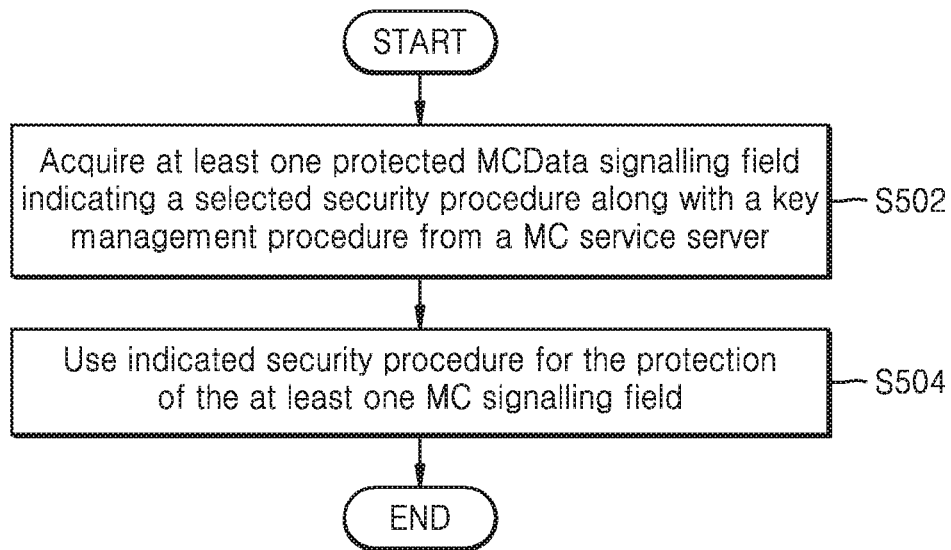 START
Acquire at least one protected MCData signalling field
indicating a selected security procedure along with a key
management procedure from a MC service server
S502
Use indicated security procedure for the protection
of the at least one MC signalling field
S504
END